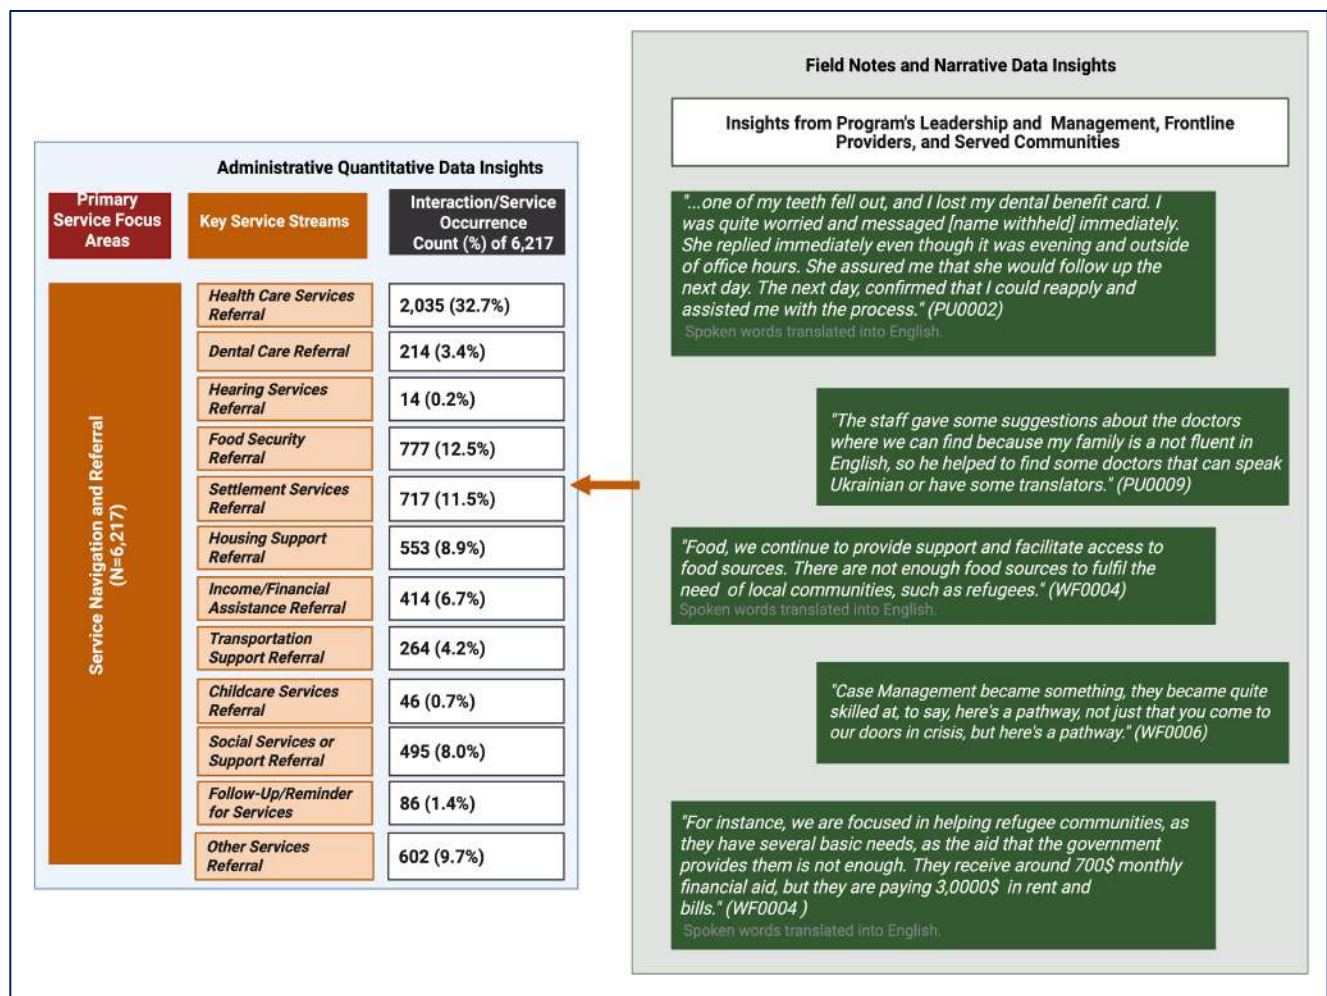 Administrative Quantitative Data Insights
Primary
Service Focus
Areas
Key Service Streams
Interaction/Service
Occurrence
Count (%) of 6,217
Service Navigation and Referral
(N=6,217)
Health Care Services
Referral
2,035 (32.7%)
Dental Care Referral
214 (3.4%)
Hearing Services
Referral
14 (0.2%)
Food Security
Referral
777 (12.5%)
Settlement Services
Referral
717 (11.5%)
Housing Support
Referral
553 (8.9%)
Income/Financial
Assistance Referral
414 (6.7%)
Transportation
Support Referral
264 (4.2%)
Childcare Services
Referral
46 (0.7%)
Social Services or
Support Referral
495 (8.0%)
Follow-Up/Reminder
for Services
86 (1.4%)
Other Services
Referral
602 (9.7%)
Field Notes and Narrative Data Insights
Insights from Program's Leadership and Management, Frontline
Providers, and Served Communities
"...one of my teeth fell out, and I lost my dental benefit card. I
was quite worried and messaged [name withheld] immediately.
She replied immediately even though it was evening and outside
of office hours. She assured me that she would follow up the
next day. The next day, confirmed that I could reapply and
assisted me with the process." (PU0002)
Spoken words translated into English.
"The staff gave some suggestions about the doctors
where we can find because my family is a not fluent in
English, so he helped to find some doctors that can speak
Ukrainian or have some translators." (PU0009)
"Food, we continue to provide support and facilitate access to
food sources. There are not enough food sources to fulfil the
need of local communities, such as refugees." (WF0004)
Spoken words translated into English.
"Case Management became something, they became quite
skilled at, to say, here's a pathway, not just that you come to
our doors in crisis, but here's a pathway." (WF0006)
"For instance, we are focused in helping refugee communities, as
they have several basic needs, as the aid that the government
provides them is not enough. They receive around 700$ monthly
financial aid, but they are paying 3,0000$ in rent and
bills." (WF0004 )
Spoken words translated into English.